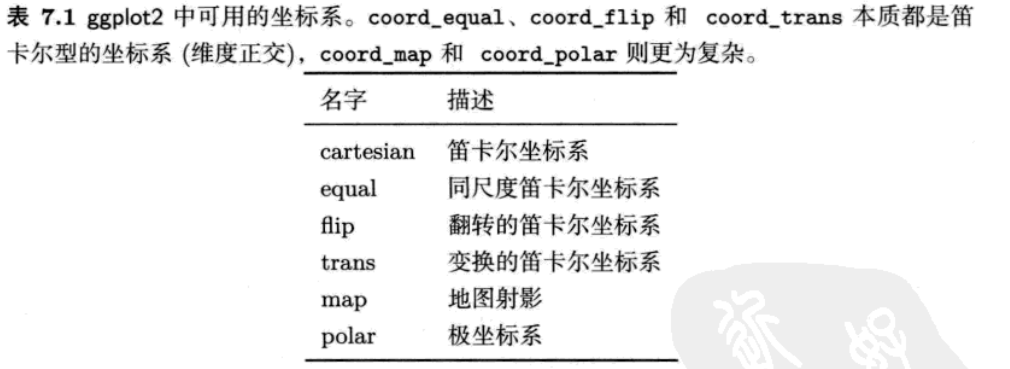 表 7.1 ggplot2 中可用的坐标系。coord_equal、coord_flip 和 coord_trans 本质都是笛
卡尔型的坐标系 (维度正交)，coord_map 和 coord_polar 则更为复杂。
名字 描述
cartesian 笛卡尔坐标系
equal 同尺度笛卡尔坐标系
flip 翻转的笛卡尔坐标系
trans 变换的笛卡尔坐标系
map 地图射影
polar 极坐标系